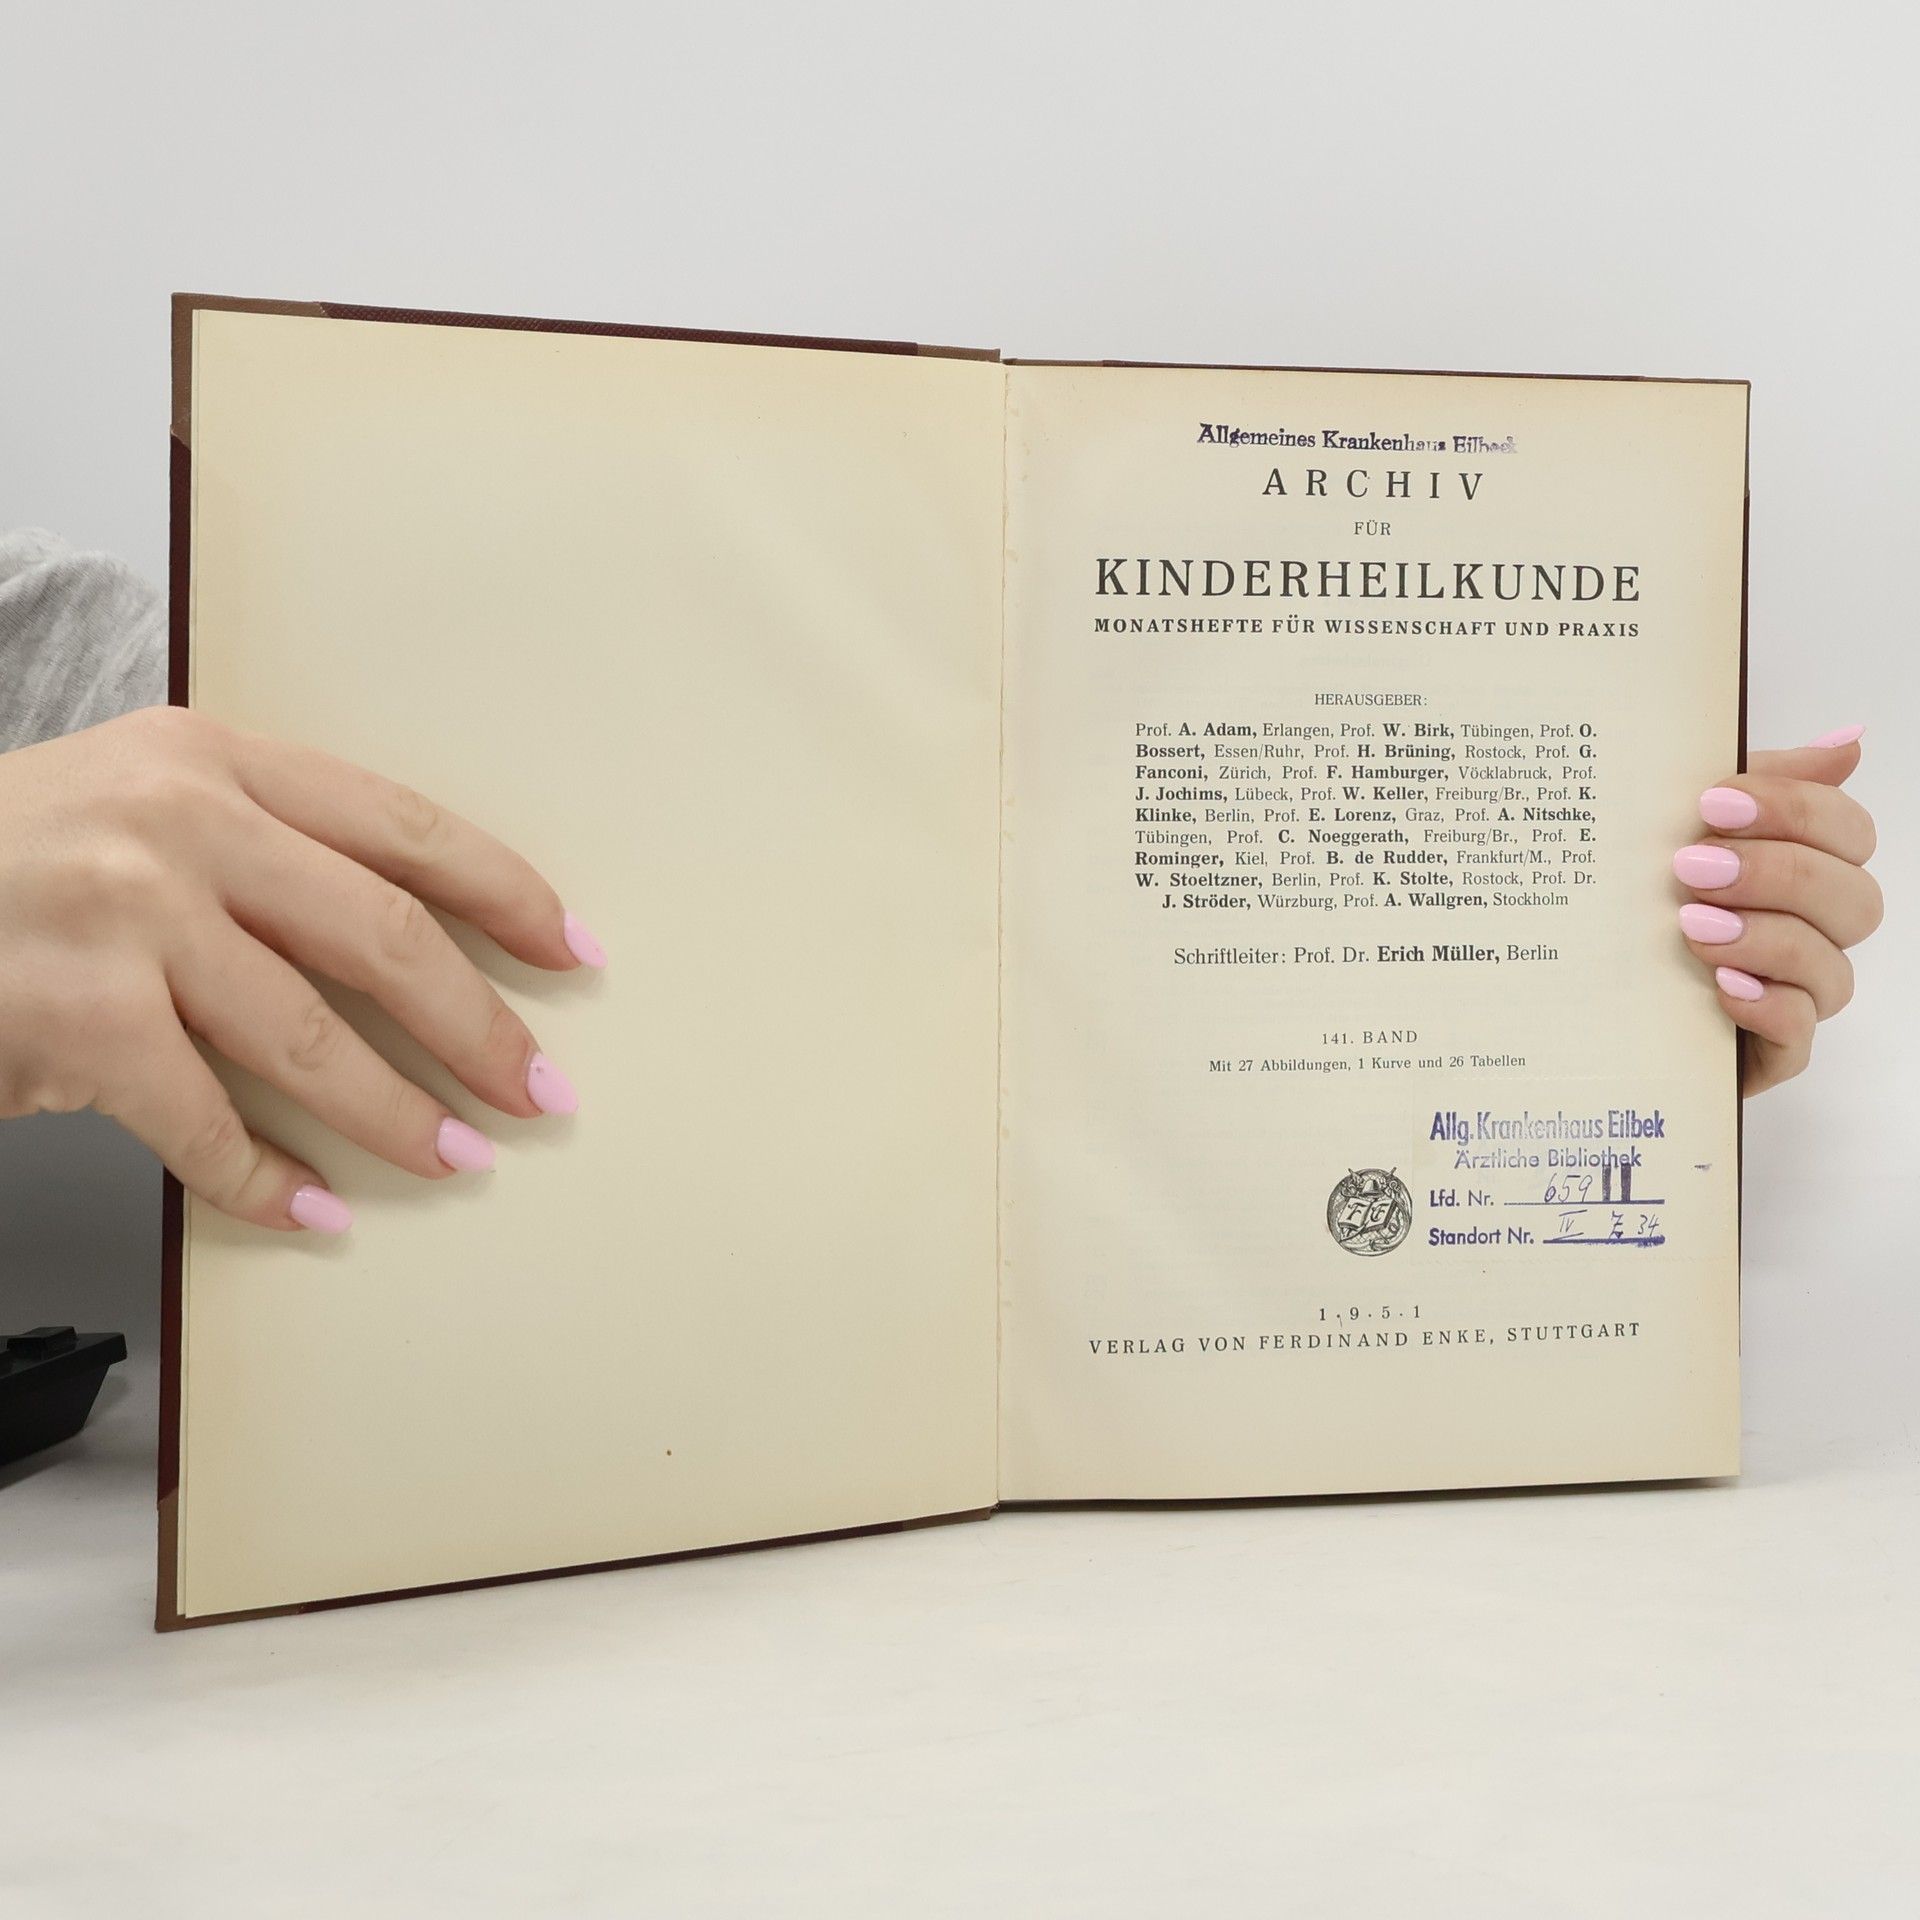 Allgemeines Krankenhaus Eilbek
ARCHIV
FÜR
KINDERHEILKUNDE
MONATSHEFTE FÜR WISSENSCHAFT UND PRAXIS
HERAUSGEBER:
Prof. A. Adam, Erlangen, Prof. W. Birk, Tübingen, Prof. O.
Bossert, Essen/Ruhr, Prof. H. Brüning, Rostock, Prof. G.
Fanconi, Zürich, Prof. F. Hamburger, Vöcklabruck, Prof.
J. Jochims, Lübeck, Prof. W. Keller, Freiburg/Br., Prof. K.
Klinke, Berlin, Prof. E. Lorenz, Graz, Prof. A. Nitschke,
Tübingen, Prof. C. Noeggerath, Freiburg/Br., Prof. E.
Rominger, Kiel, Prof. B. de Rudder, Frankfurt/M., Prof.
W. Stoeltzner, Berlin, Prof. K. Stolte, Rostock, Prof. Dr.
J. Ströder, Würzburg, Prof. A. Wallgren, Stockholm
Schriftleiter: Prof. Dr. Erich Müller, Berlin
141. BAND
Mit 27 Abbildungen, 1 Kurve und 26 Tabellen
Allg. Krankenhaus Eilbek
Ärztliche Bibliothek
Lfd. Nr. 659 II
Standort Nr. IV Z 34
F E
1·9·5·1
VERLAG VON FERDINAND ENKE, STUTTGART